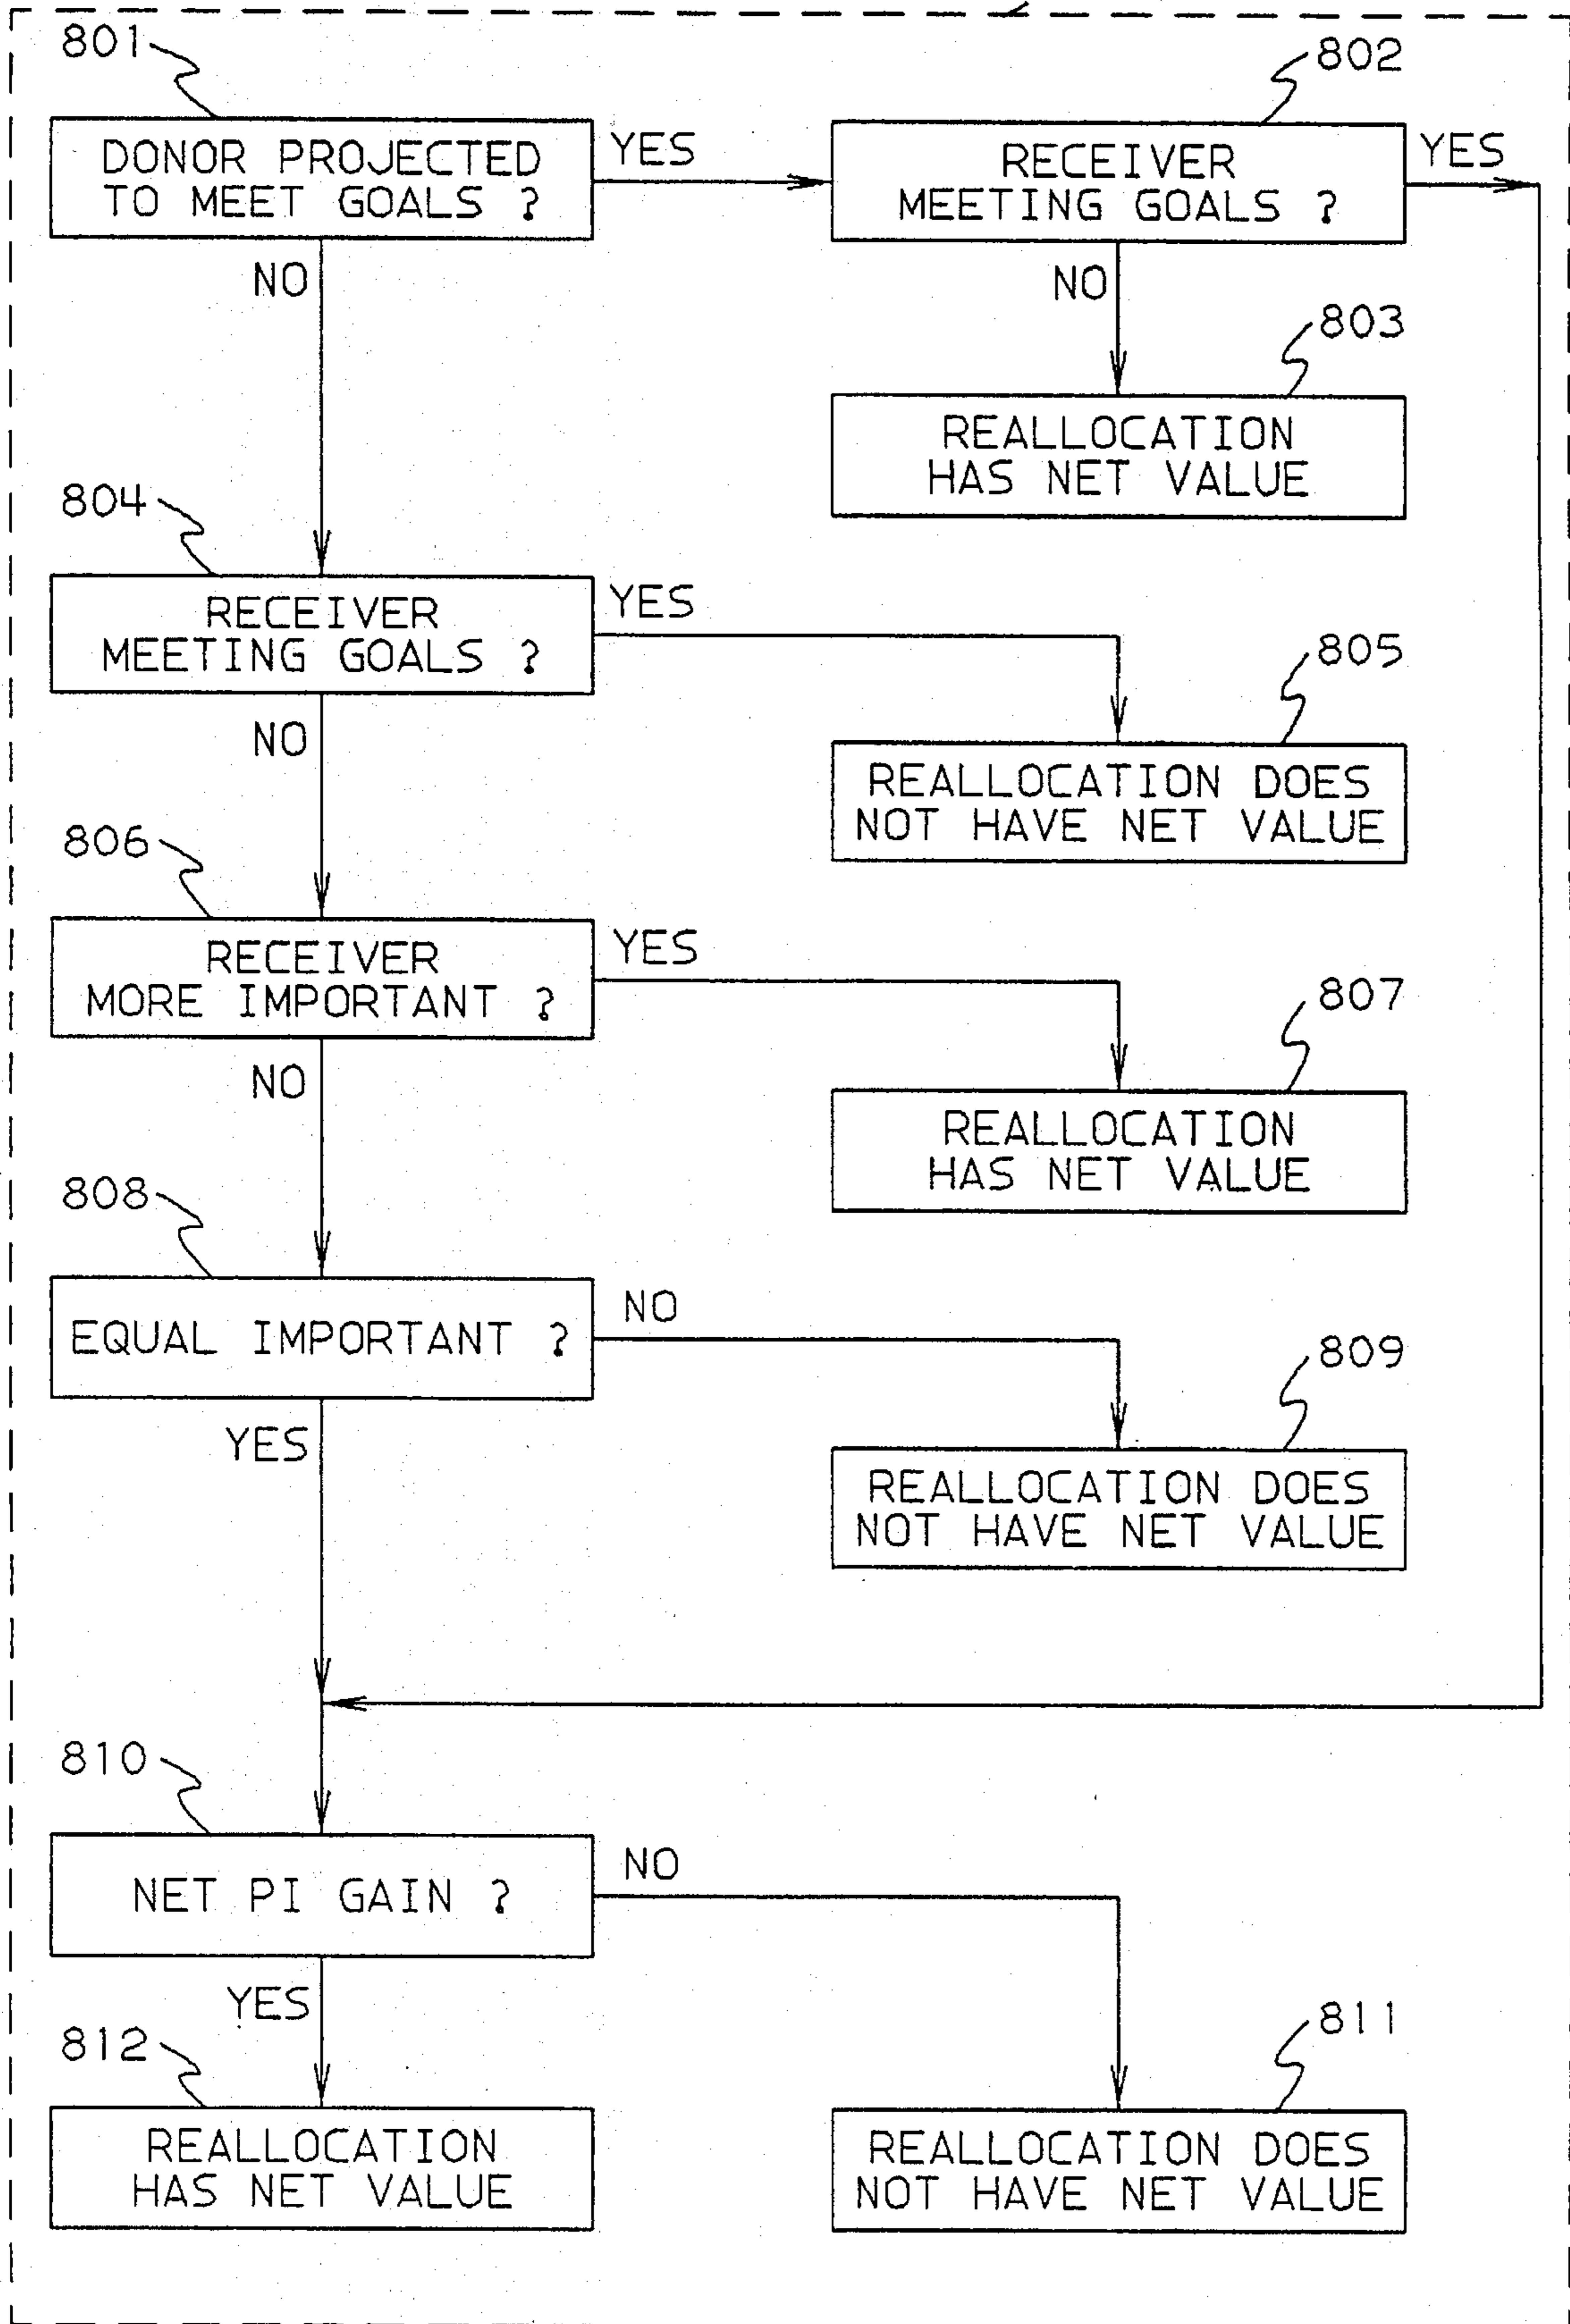 801
802
DONOR PROJECTED
TO MEET GOALS ?
YES
RECEIVER
MEETING GOALS ?
YES
NO
NO
803
REALLOCATION
HAS NET VALUE
804
RECEIVER
MEETING GOALS ?
YES
805
NO
REALLOCATION DOES
NOT HAVE NET VALUE
806
RECEIVER
MORE IMPORTANT ?
YES
807
NO
REALLOCATION
HAS NET VALUE
808
EQUAL IMPORTANT ?
NO
809
YES
REALLOCATION DOES
NOT HAVE NET VALUE
810
NET PI GAIN ?
NO
YES
811
812
REALLOCATION
HAS NET VALUE
REALLOCATION DOES
NOT HAVE NET VALUE